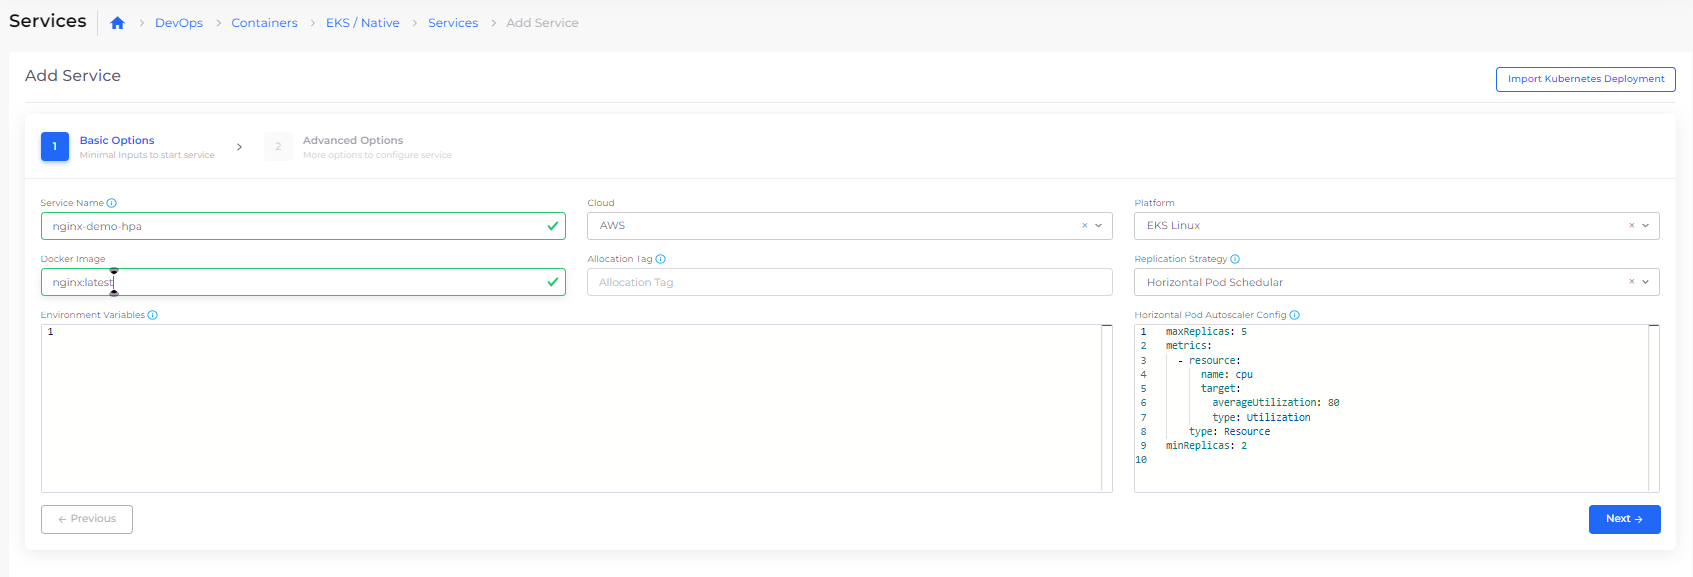 Services
DevOps > Containers > EKS / Native > Services > Add Service
Add Service
Import Kubernetes Deployment
1
Basic Options
Minimal Inputs to start service
2
Advanced Options
More options to configure service
Service Name
nginx-demo-hpa
Cloud
AWS
Platform
EKS Linux
Docker Image
nginx:latest
Allocation Tag
Allocation Tag
Replication Strategy
Horizontal Pod Schedular
Environment Variables
1
Horizontal Pod Autoscaler Config
1 maxReplicas: 5
2 metrics:
3 - resource:
4 name: cpu
5 target:
6 averageUtilization: 80
7 type: Utilization
8 type: Resource
9 minReplicas: 2
10
← Previous
Next →